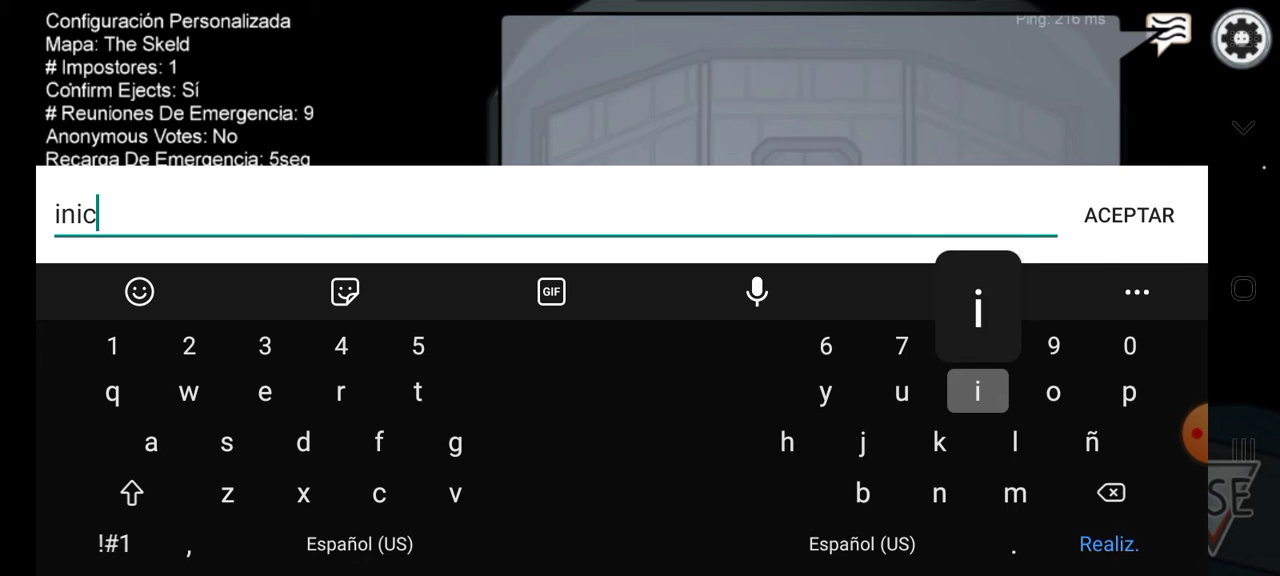 Configuración Personalizada
Mapa: The Skeld
# Impostores: 1
Confirm Ejects: Sí
# Reuniones De Emergencia: 9
Anonymous Votes: No
Recarga De Emergencia: 5seg
Ping: 216 ms
inic
ACEPTAR
GIF
i
1 2 3 4 5 6 7 9 0
q w e r t y u i o p
a s d f g h j k l ñ
z x c v b n m
!#1 , Español (US) Español (US) . Realiz.